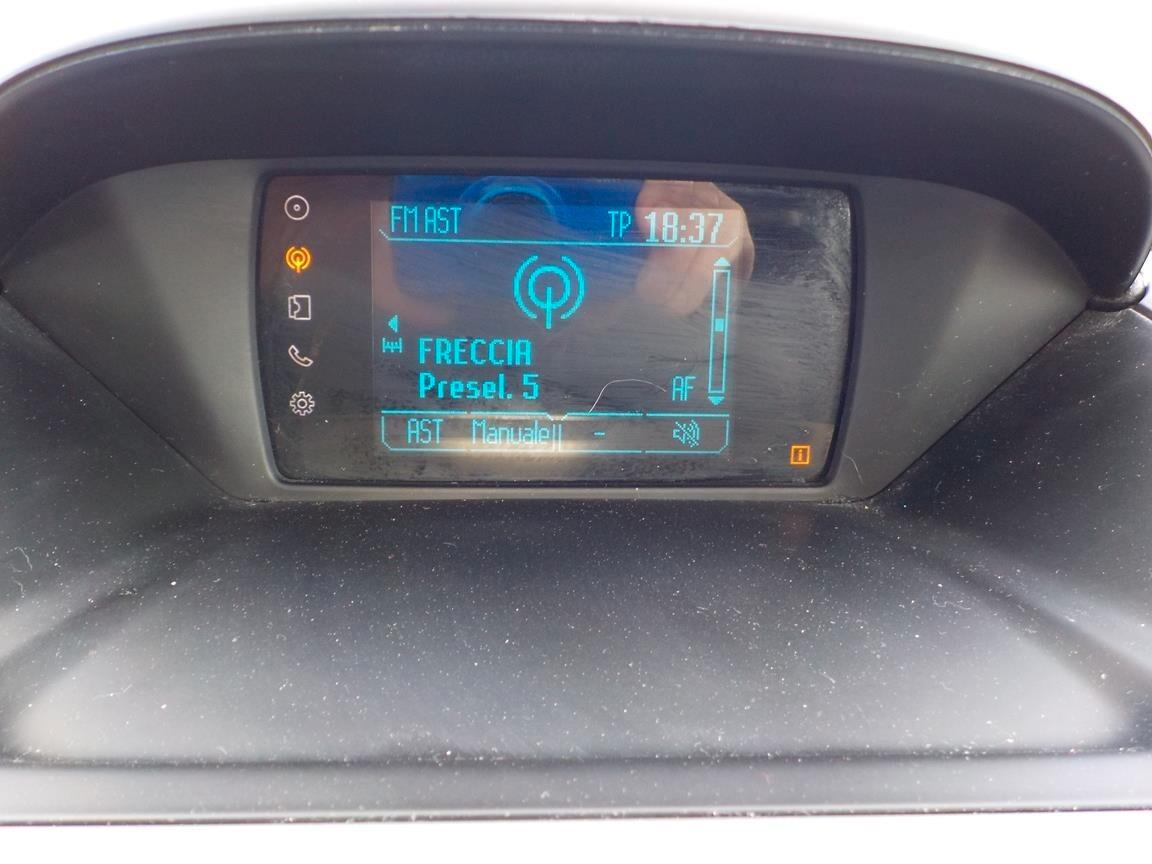 FM AST TP 18:37
FRECCIA
Presel. 5 AF
AST Manuale -